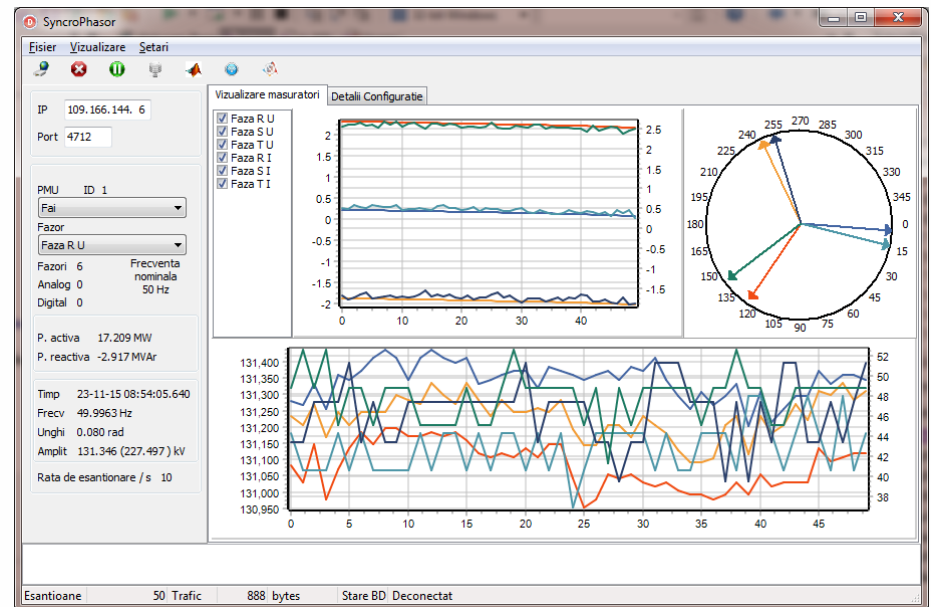 SyncroPhasor
Fisier Vizualizare Setari
IP 109.166.144. 6
Port 4712
PMU ID 1
Fai
Fazor
Faza R U
Fazori 6
Analog 0
Digital 0
Frecventa
nominala
50 Hz
P. activa 17.209 MW
P. reactiva -2.917 MVAr
Timp 23-11-15 08:54:05.640
Frecv 49.9963 Hz
Unghi 0.080 rad
Amplit 131.346 (227.497 ) kV
Rata de esantionare / s 10
Vizualizare masuratori Detalii Configuratie
Faza R U
Faza S U
Faza T U
Faza R I
Faza S I
Faza T I
2
1.5
1
0.5
0
-0.5
-1
-1.5
-2
2.5
2
1.5
1
0.5
0
-0.5
-1
-1.5
0 10 20 30 40
240 255 270 285 300
225 315
210 330
195 345
180 0
165 15
150 30
135 45
120 105 90 75 60
131,400
131,350
131,300
131,250
131,200
131,150
131,100
131,050
131,000
130,950
52
50
48
46
44
42
40
38
0 5 10 15 20 25 30 35 40 45
Esantioane 50 Trafic 888 bytes Stare BD Deconectat